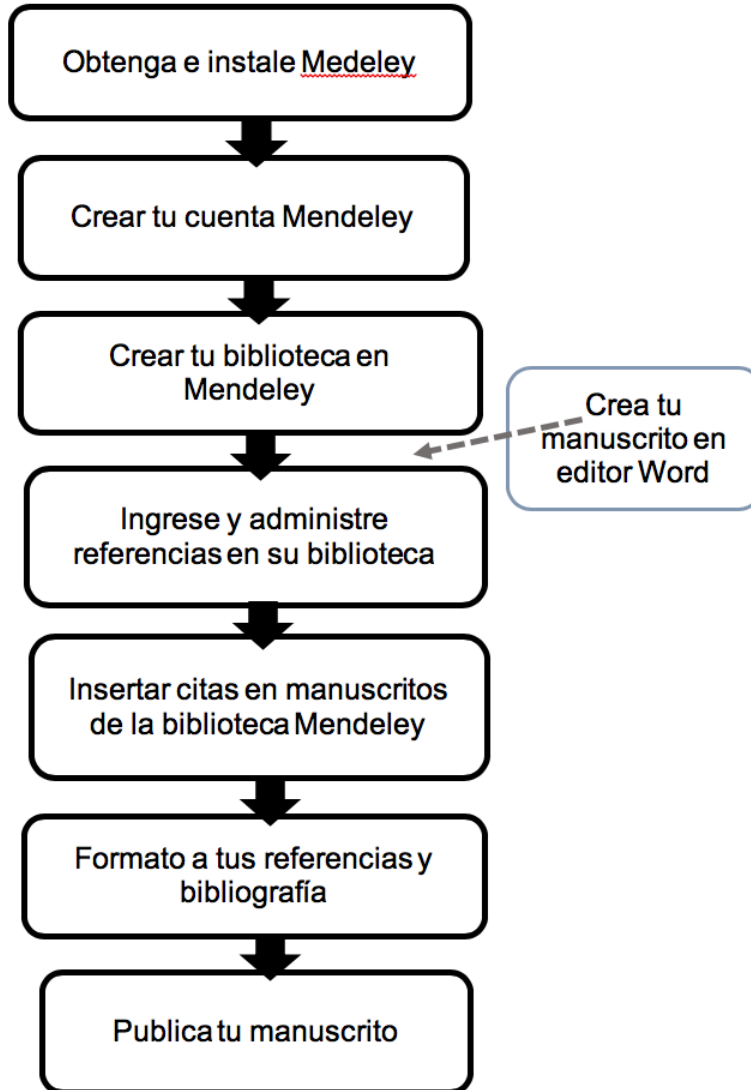 Obtenga e instale Medeley
Crear tu cuenta Mendeley
Crear tu biblioteca en
Mendeley
Crea tu
manuscrito en
editor Word
Ingrese y administre
referencias en su biblioteca
Insertar citas en manuscritos
de la biblioteca Mendeley
Formato a tus referencias y
bibliografía
Publica tu manuscrito